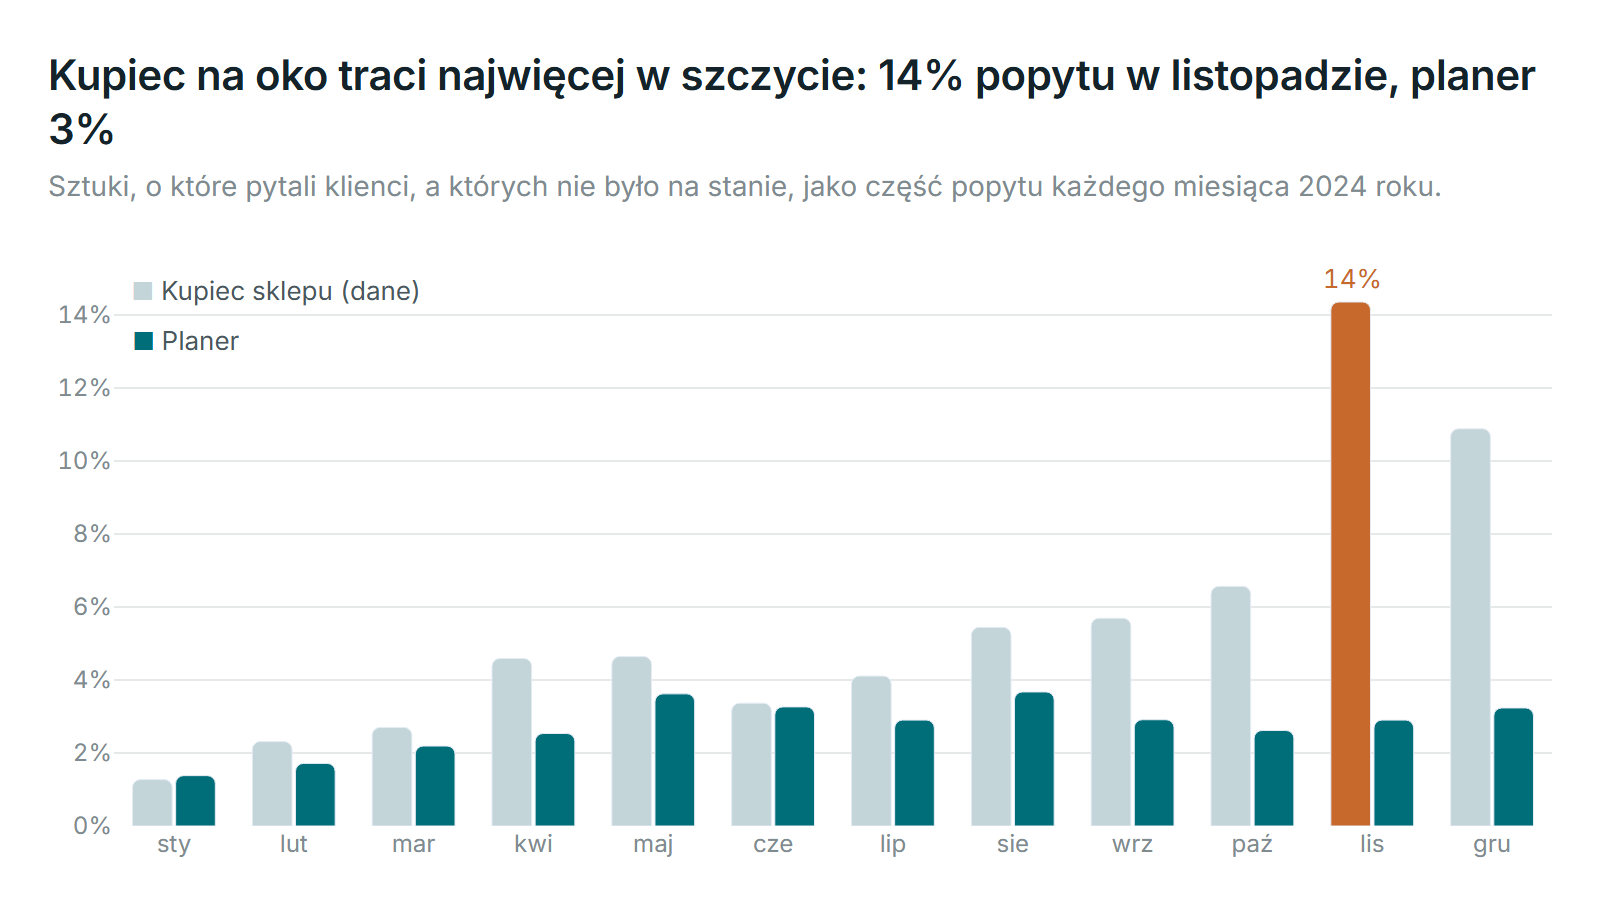 Kupiec na oko traci najwięcej w szczycie: 14% popytu w listopadzie, planer
3%
Sztuki, o które pytali klienci, a których nie było na stanie, jako część popytu każdego miesiąca 2024 roku.
Kupiec sklepu (dane)
Planer
14%
14%
12%
10%
8%
6%
4%
2%
0%
sty lut mar kwi maj cze lip sie wrz paź lis gru